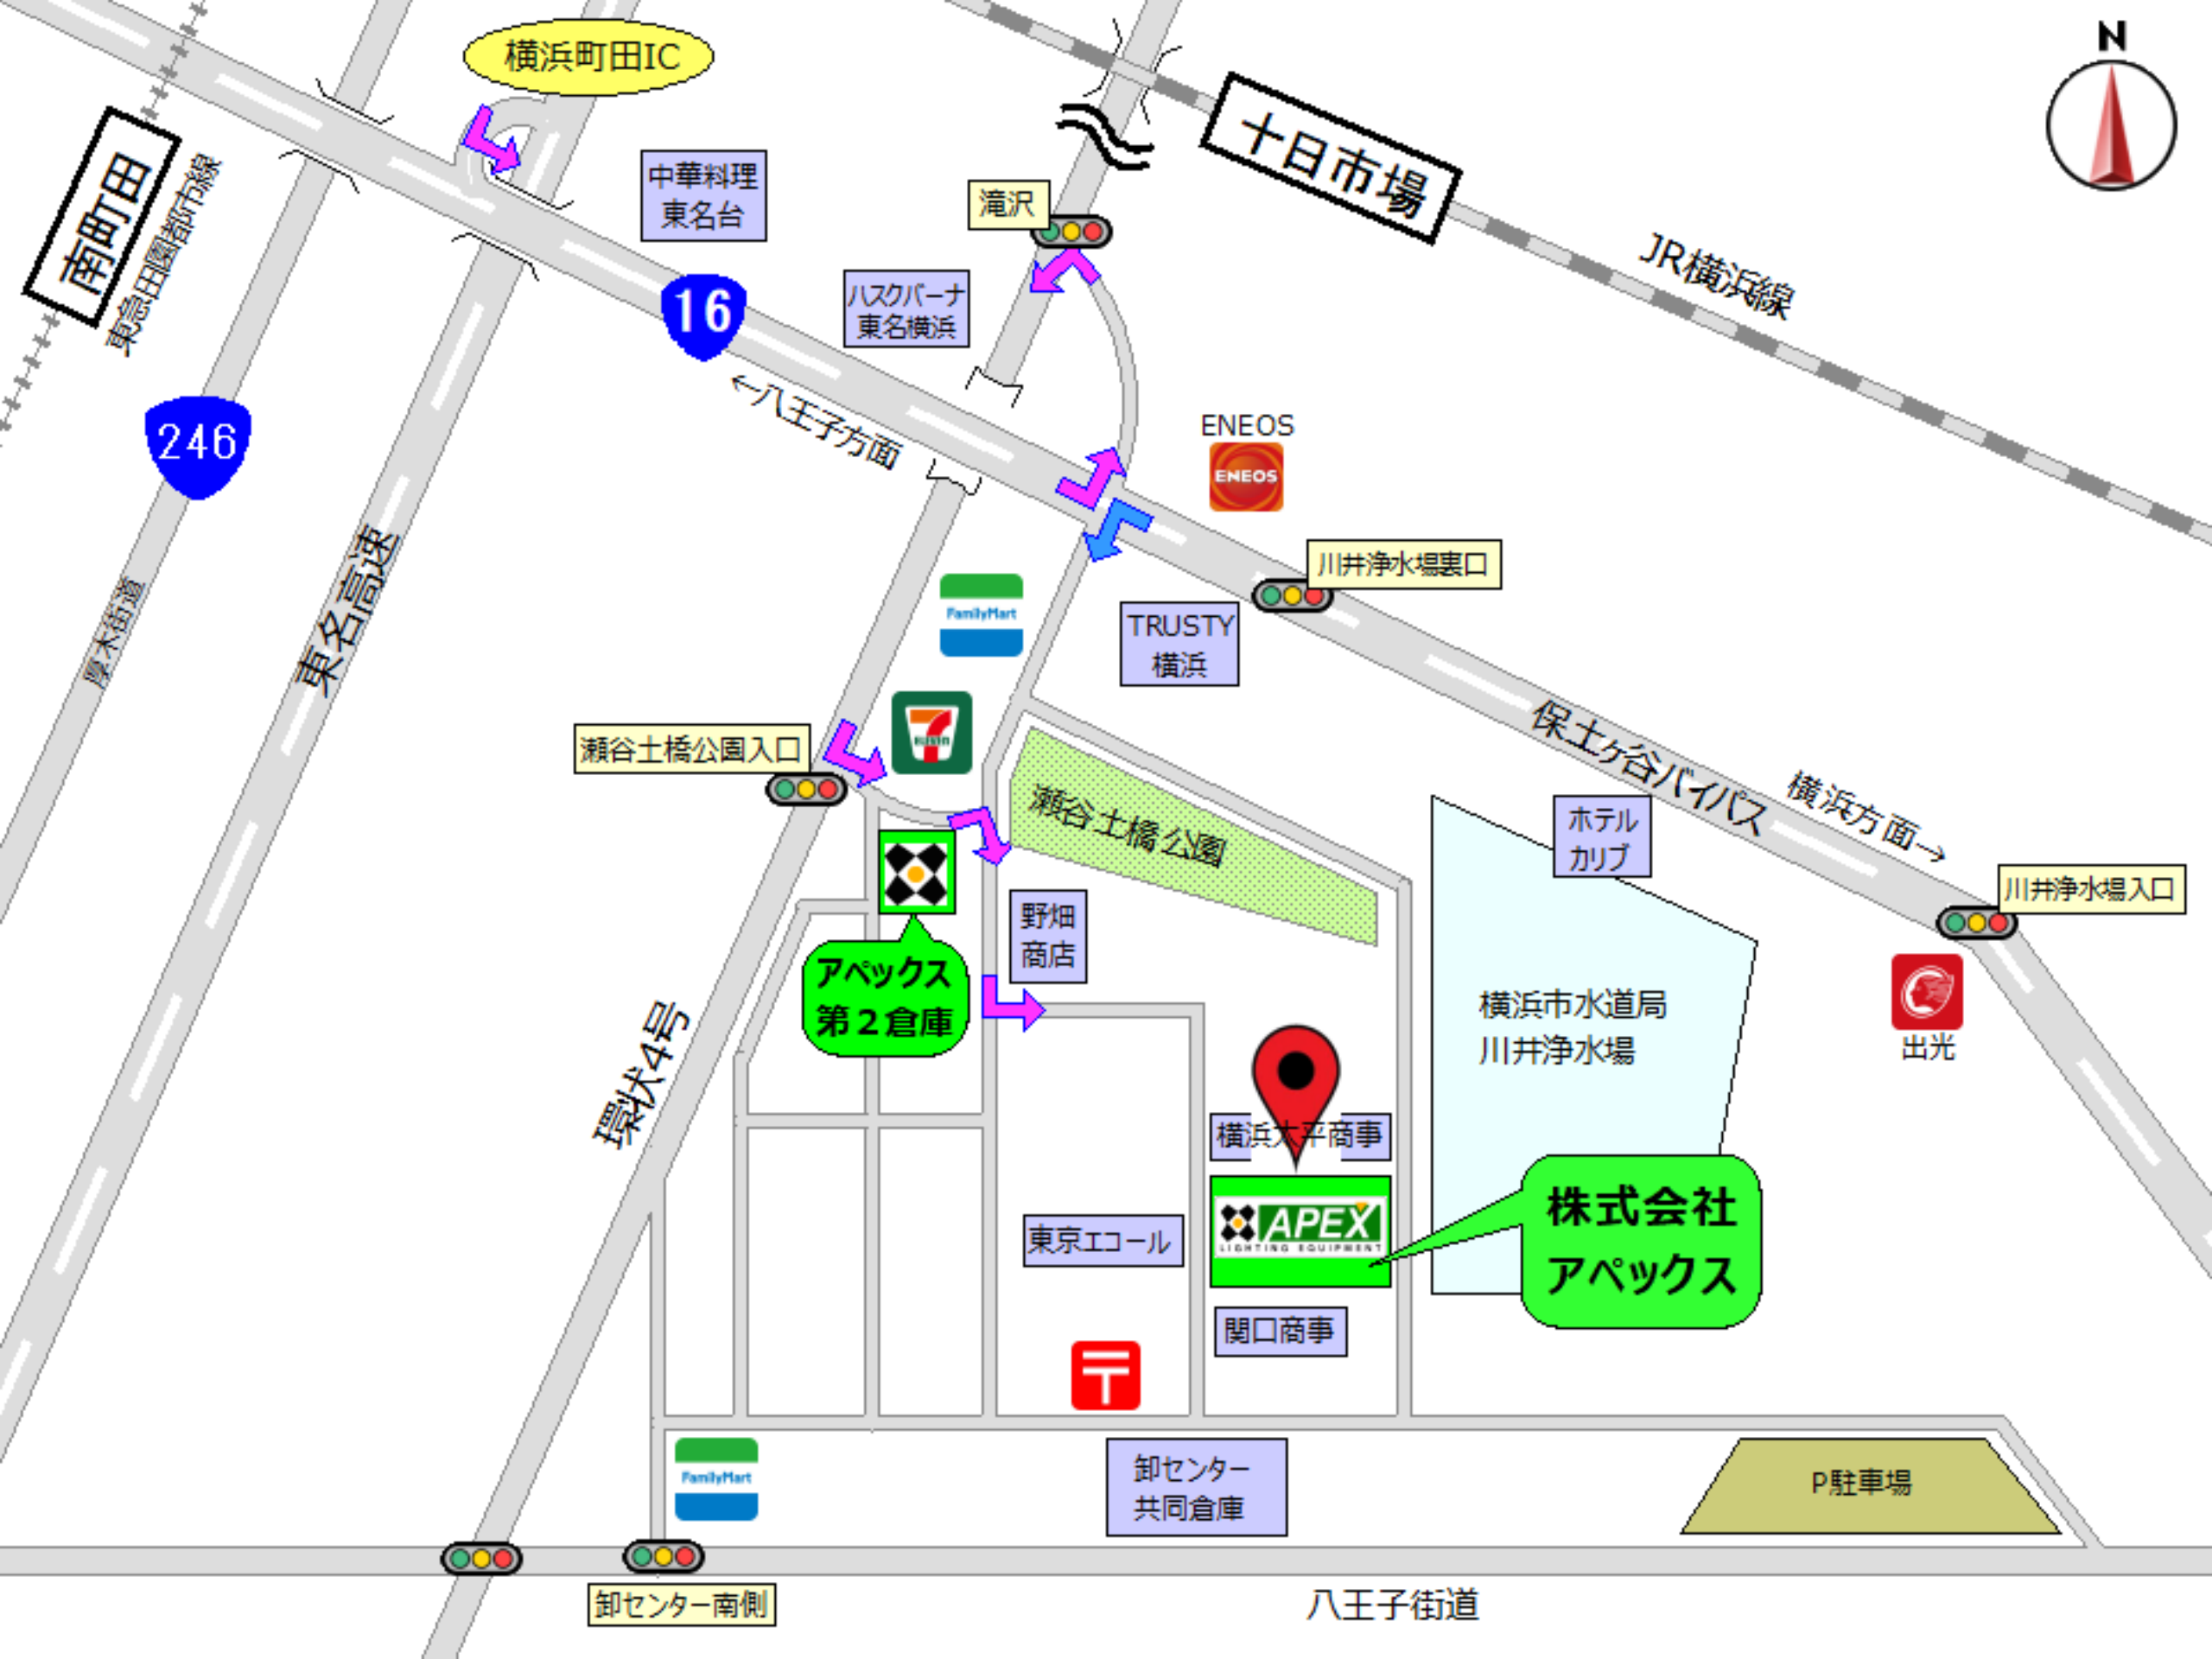 横浜町田IC
N
南町田
東急田園都市線
中華料理
東名台
滝沢
十日市場
JR横浜線
16
ハスクバーナ
東名横浜
←八王子方面
246
ENEOS
ENEOS
川井浄水場裏口
厚木街道
東名高速
FamilyMart
TRUSTY
横浜
瀬谷土橋公園入口
7
ELEVEN
瀬谷土橋公園
保土ヶ谷バイパス
横浜方面→
ホテル
カリブ
川井浄水場入口
野畑
商店
アペックス
第2倉庫
横浜市水道局
川井浄水場
出光
環状4号
横浜太平商事
APEX
LIGHTING EQUIPMENT
株式会社
アペックス
東京エコール
関口商事
〒
FamilyMart
卸センター
共同倉庫
P駐車場
卸センター南側
八王子街道